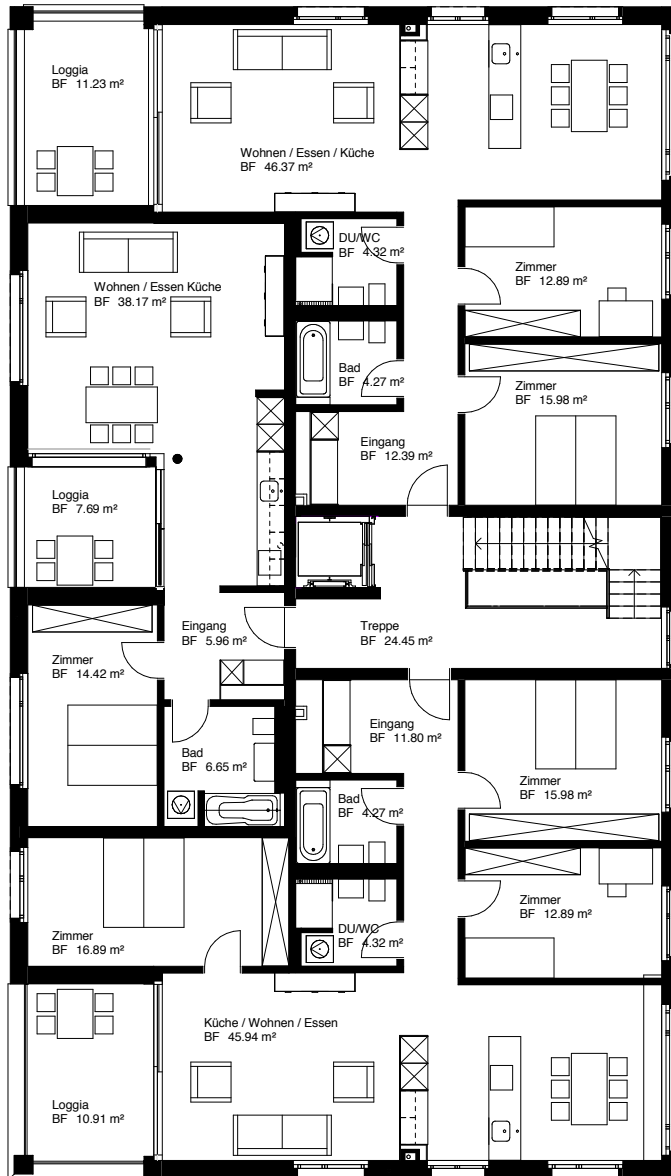 Loggia
BF 11.23 m²
Wohnen / Essen / Küche
BF 46.37 m²
DU/WC
BF 4.32 m²
Zimmer
BF 12.89 m²
Wohnen / Essen Küche
BF 38.17 m²
Bad
BF 4.27 m²
Zimmer
BF 15.98 m²
Eingang
BF 12.39 m²
Loggia
BF 7.69 m²
Eingang
BF 5.96 m²
Treppe
BF 24.45 m²
Zimmer
BF 14.42 m²
Eingang
BF 11.80 m²
Bad
BF 6.65 m²
Zimmer
BF 15.98 m²
Bad
BF 4.27 m²
Zimmer
BF 12.89 m²
Zimmer
BF 16.89 m²
DU/WC
BF 4.32 m²
Küche / Wohnen / Essen
BF 45.94 m²
Loggia
BF 10.91 m²